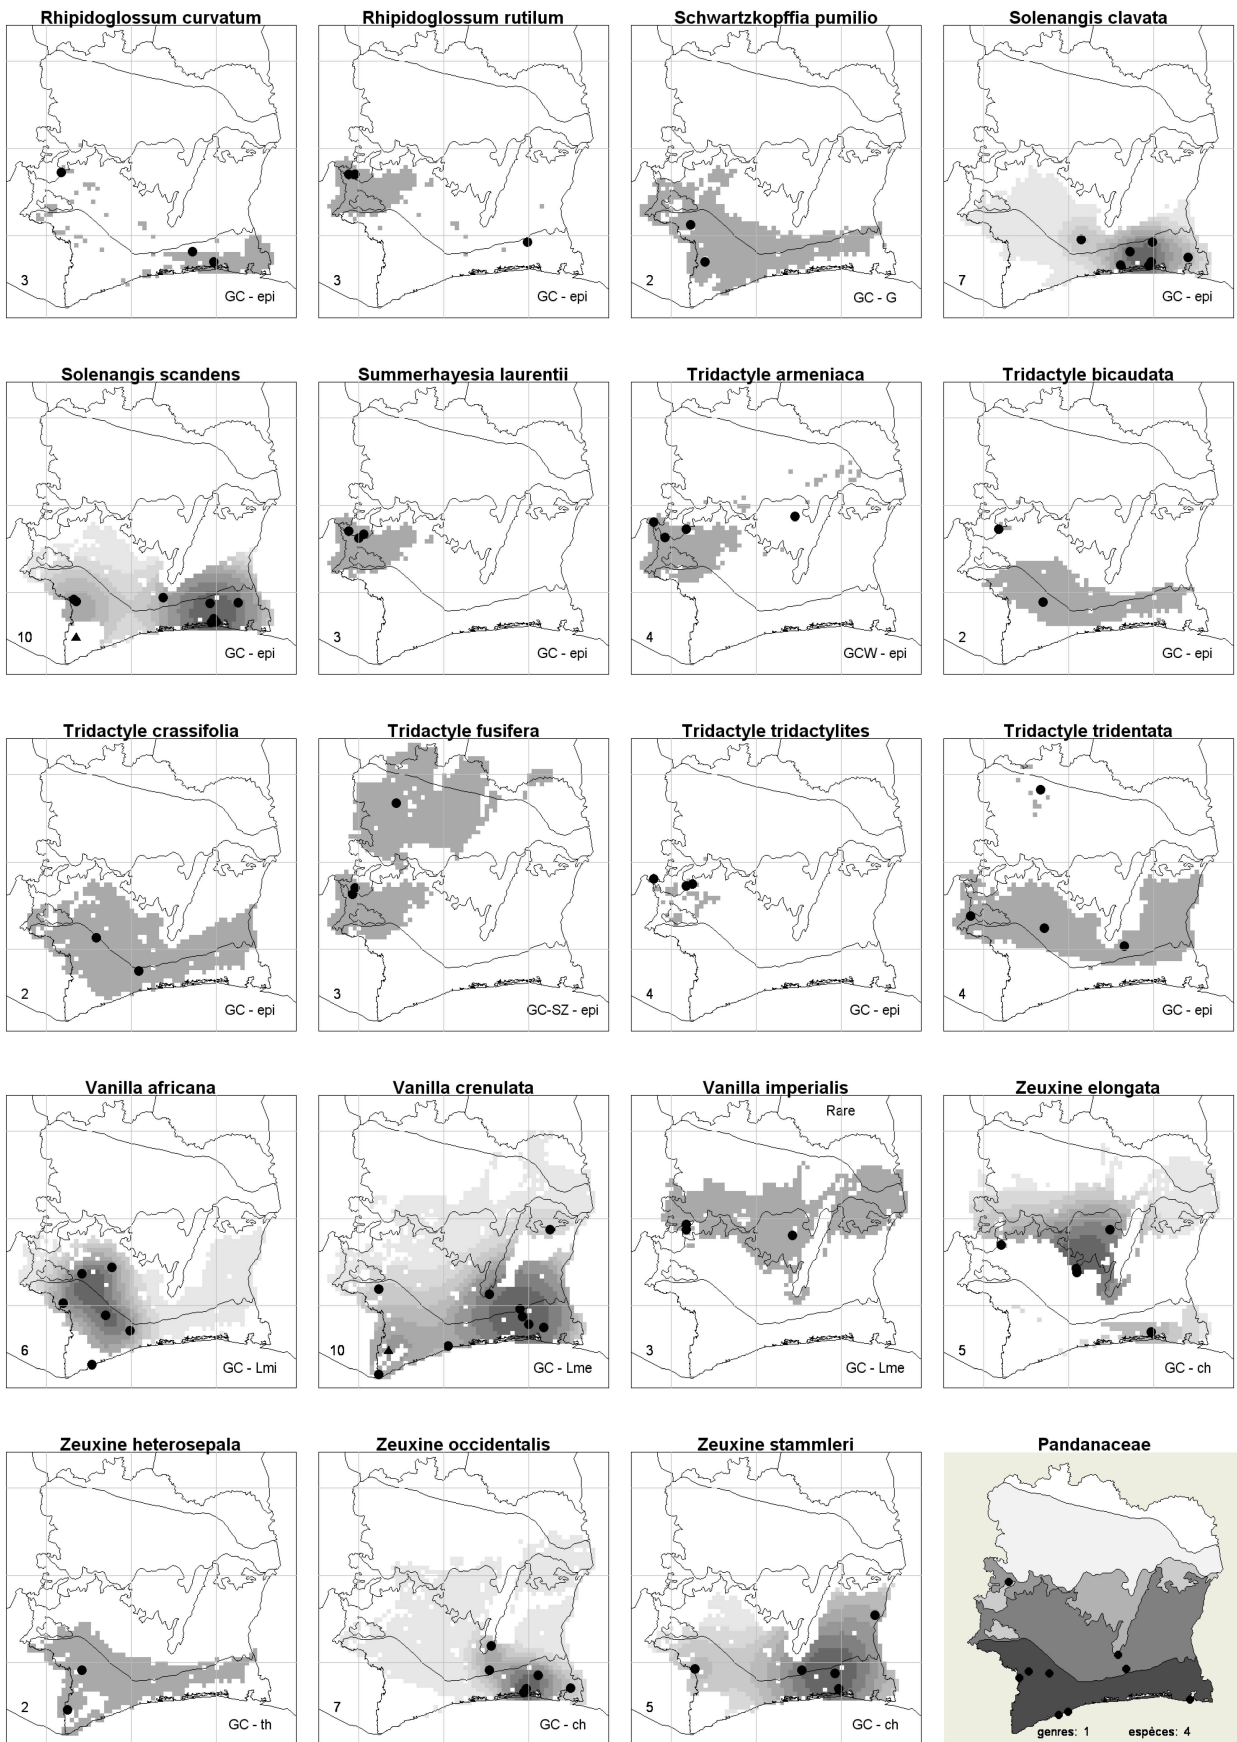 Rhipidoglossum curvatum
3
GC - epi
Rhipidoglossum rutilum
3
GC - epi
Schwartzkopffia pumilio
2
GC - G
Solenangis clavata
7
GC - epi
Solenangis scandens
10
GC - epi
Summerhayesia laurentii
3
GC - epi
Tridactyle armeniaca
4
GCW - epi
Tridactyle bicaudata
2
GC - epi
Tridactyle crassifolia
2
GC - epi
Tridactyle fusifera
3
GC-SZ - epi
Tridactyle tridactylites
4
GC - epi
Tridactyle tridentata
4
GC - epi
Vanilla africana
6
GC - Lmi
Vanilla crenulata
10
GC - Lme
Vanilla imperialis
Rare
3
GC - Lme
Zeuxine elongata
5
GC - ch
Zeuxine heterosepala
2
GC - th
Zeuxine occidentalis
7
GC - ch
Zeuxine stammleri
5
GC - ch
Pandanaceae
genres: 1 espèces: 4